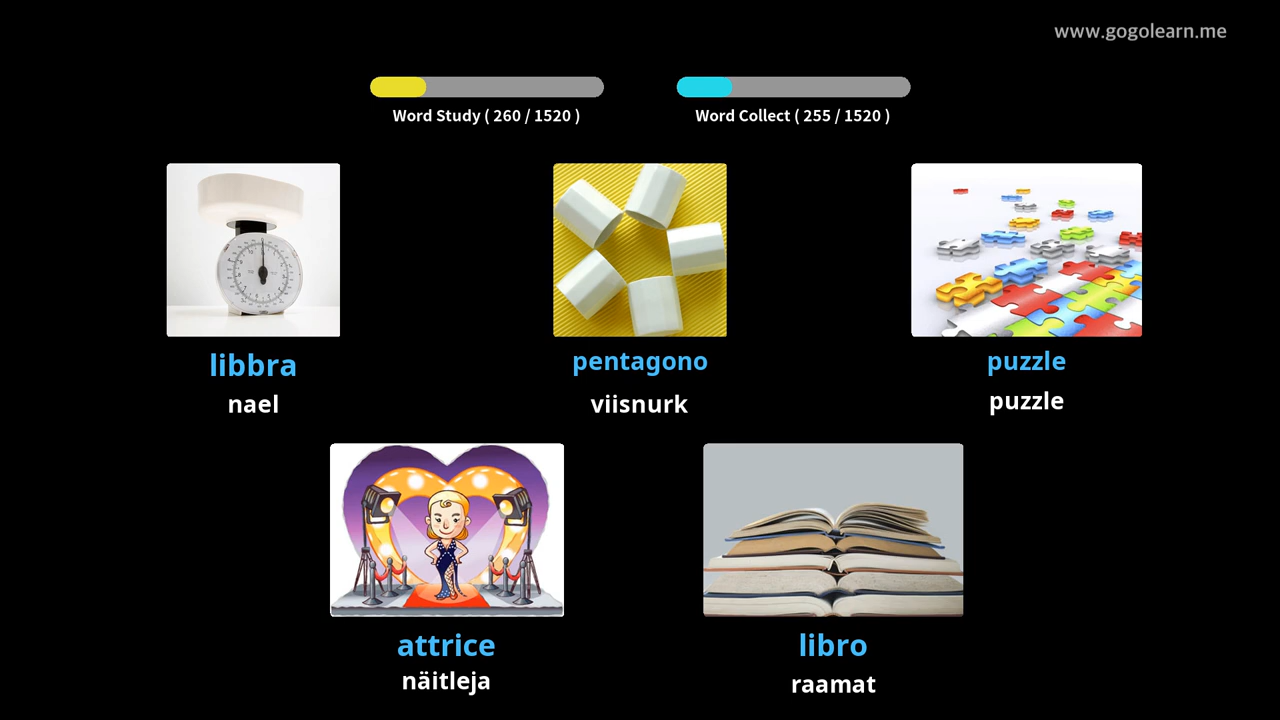 www.gogolearn.me
Word Study ( 260 / 1520 )
Word Collect ( 255 / 1520 )
libbra
nael
pentagono
viisnurk
puzzle
puzzle
attrice
näitleja
libro
raamat